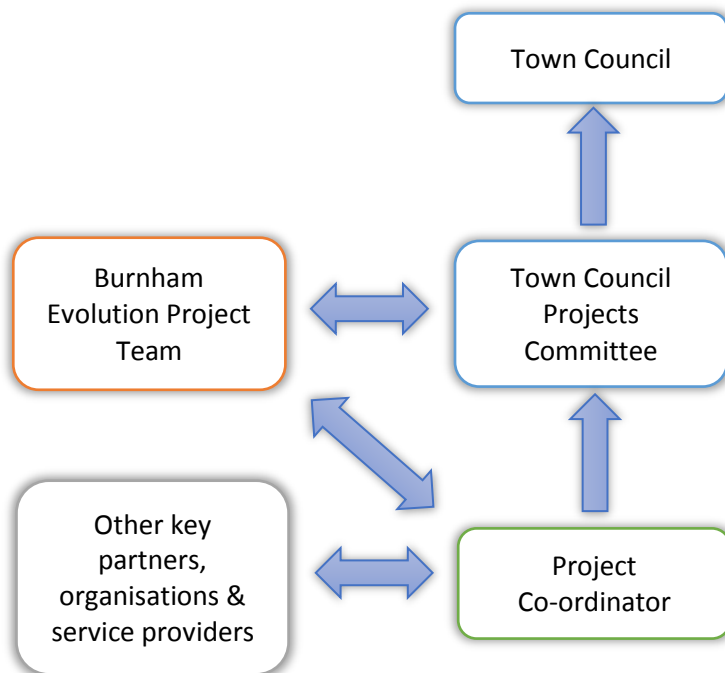 Town Council
Burnham
Evolution Project
Team
Town Council
Projects
Committee
Other key
partners,
organisations &
service providers
Project
Co-ordinator